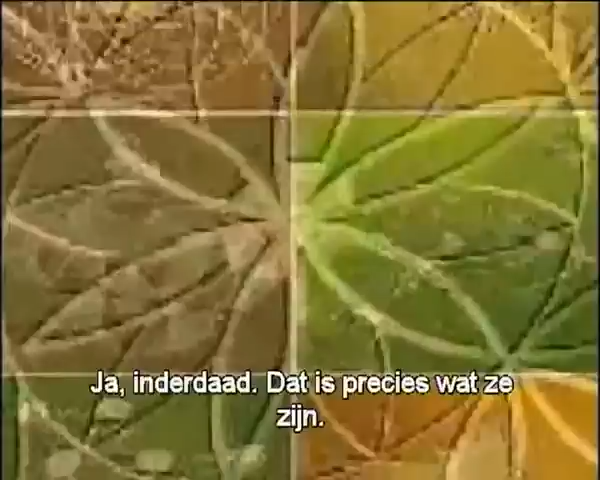 Ja, inderdaad. Dat is precies wat ze
zijn.